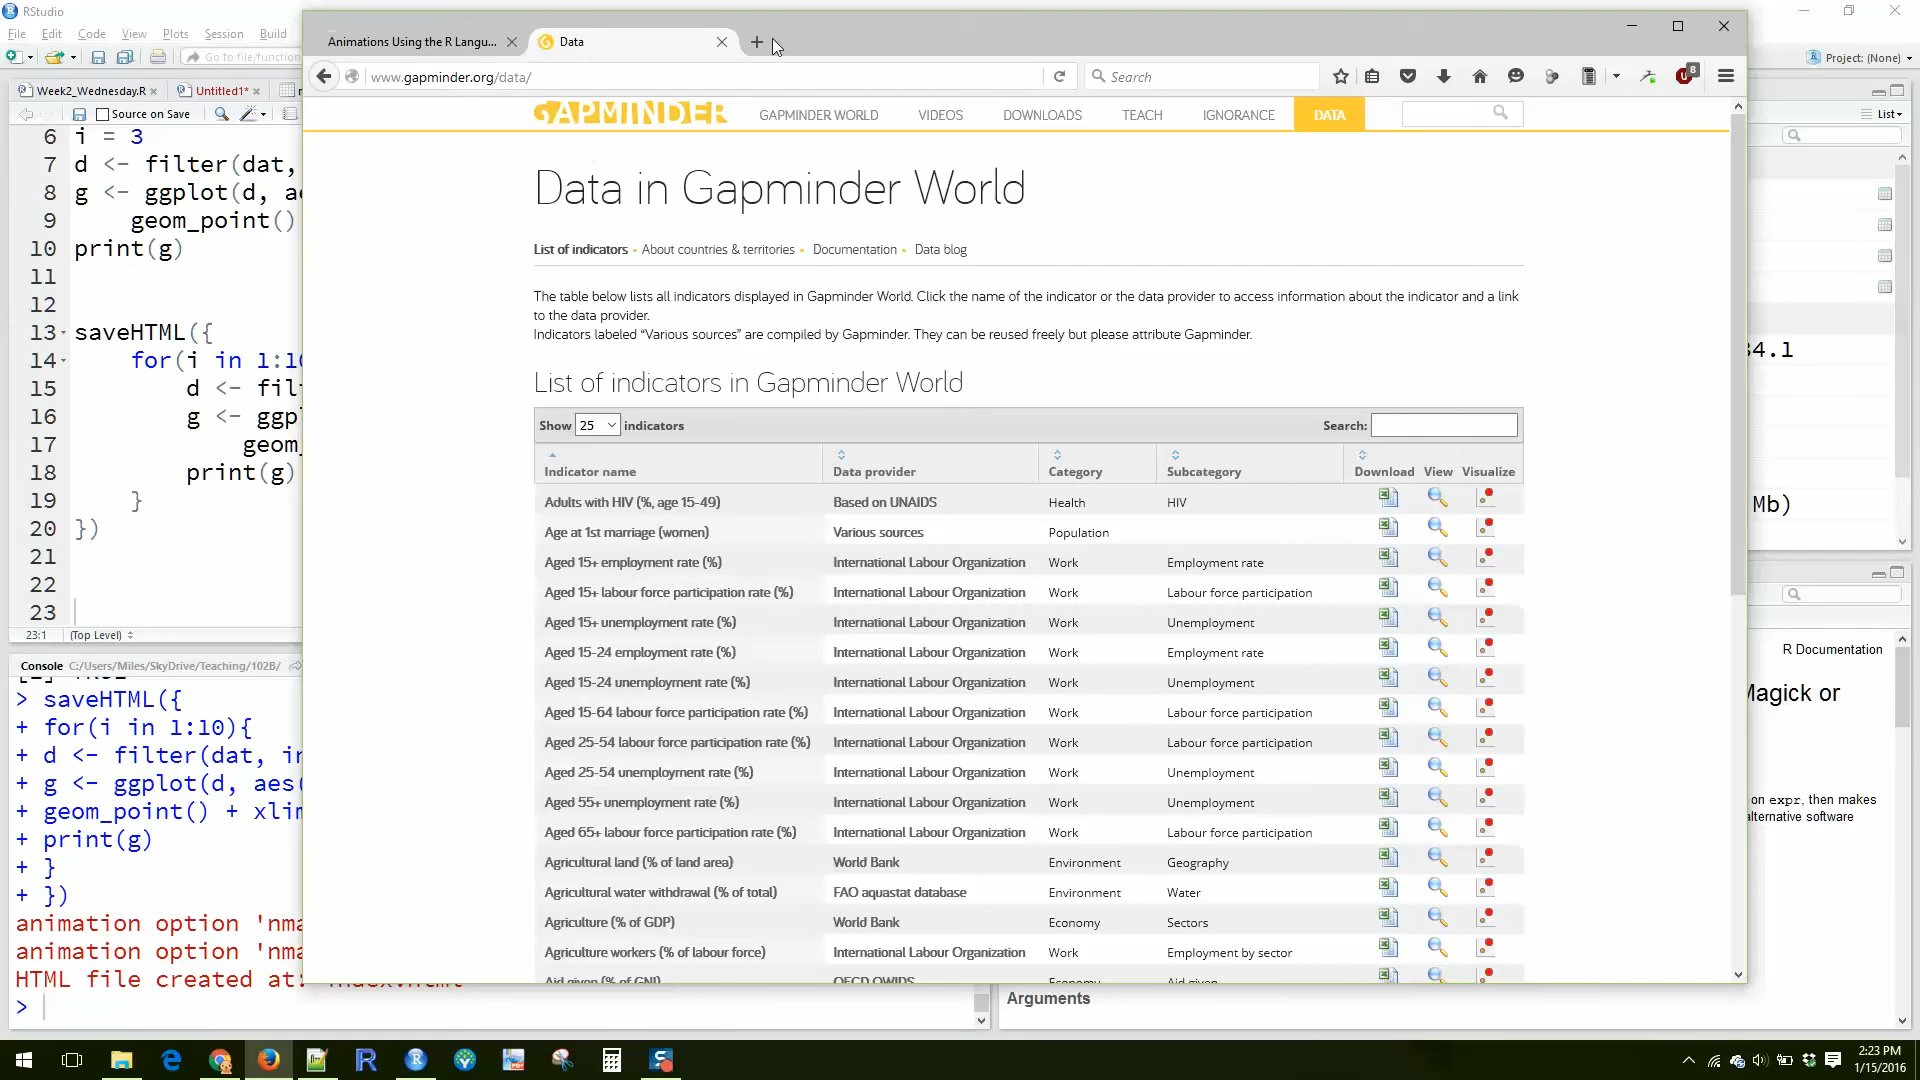 RStudio
File Edit Code View Plots Session Build
Go to file/function
Project: (None)
Week2_Wednesday.R × Untitled1* ×
Source on Save
List
6 i = 3
7 d <- filter(dat,
8 g <- ggplot(d, ae
9 geom_point()
10 print(g)
11
12
13 saveHTML({
14 for(i in 1:10
15 d <- fil
16 g <- ggp
17 geom_
18 print(g)
19 }
20 })
21
22
23
23:1 (Top Level)
Console C:/Users/Miles/SkyDrive/Teaching/102B/
> saveHTML({
+ for(i in 1:10){
+ d <- filter(dat, in
+ g <- ggplot(d, aes(
+ geom_point() + xlim
+ print(g)
+ }
+ })
animation option 'nma
animation option 'nma
HTML file created at:
>
Animations Using the R Langu... ×
Data ×
www.gapminder.org/data/
Search
8
GAPMINDER
GAPMINDER WORLD VIDEOS DOWNLOADS TEACH IGNORANCE DATA
Data in Gapminder World
List of indicators • About countries & territories • Documentation • Data blog
The table below lists all indicators displayed in Gapminder World. Click the name of the indicator or the data provider to access information about the indicator and a link
to the data provider.
Indicators labeled “Various sources” are compiled by Gapminder. They can be reused freely but please attribute Gapminder.
List of indicators in Gapminder World
Show 25 indicators Search:
Indicator name Data provider Category Subcategory Download View Visualize
Adults with HIV (%, age 15-49) Based on UNAIDS Health HIV
Age at 1st marriage (women) Various sources Population
Aged 15+ employment rate (%) International Labour Organization Work Employment rate
Aged 15+ labour force participation rate (%) International Labour Organization Work Labour force participation
Aged 15+ unemployment rate (%) International Labour Organization Work Unemployment
Aged 15-24 employment rate (%) International Labour Organization Work Employment rate
Aged 15-24 unemployment rate (%) International Labour Organization Work Unemployment
Aged 15-64 labour force participation rate (%) International Labour Organization Work Labour force participation
Aged 25-54 labour force participation rate (%) International Labour Organization Work Labour force participation
Aged 25-54 unemployment rate (%) International Labour Organization Work Unemployment
Aged 55+ unemployment rate (%) International Labour Organization Work Unemployment
Aged 65+ labour force participation rate (%) International Labour Organization Work Labour force participation
Agricultural land (% of land area) World Bank Environment Geography
Agricultural water withdrawal (% of total) FAO aquastat database Environment Water
Agriculture (% of GDP) World Bank Economy Sectors
Agriculture workers (% of labour force) International Labour Organization Work Employment by sector
Aid given (% of GNI) OECD QWIDS Economy Aid given
34.1
Mb)
R Documentation
Magick or
on expr, then makes
alternative software
Arguments
2:23 PM
1/15/2016